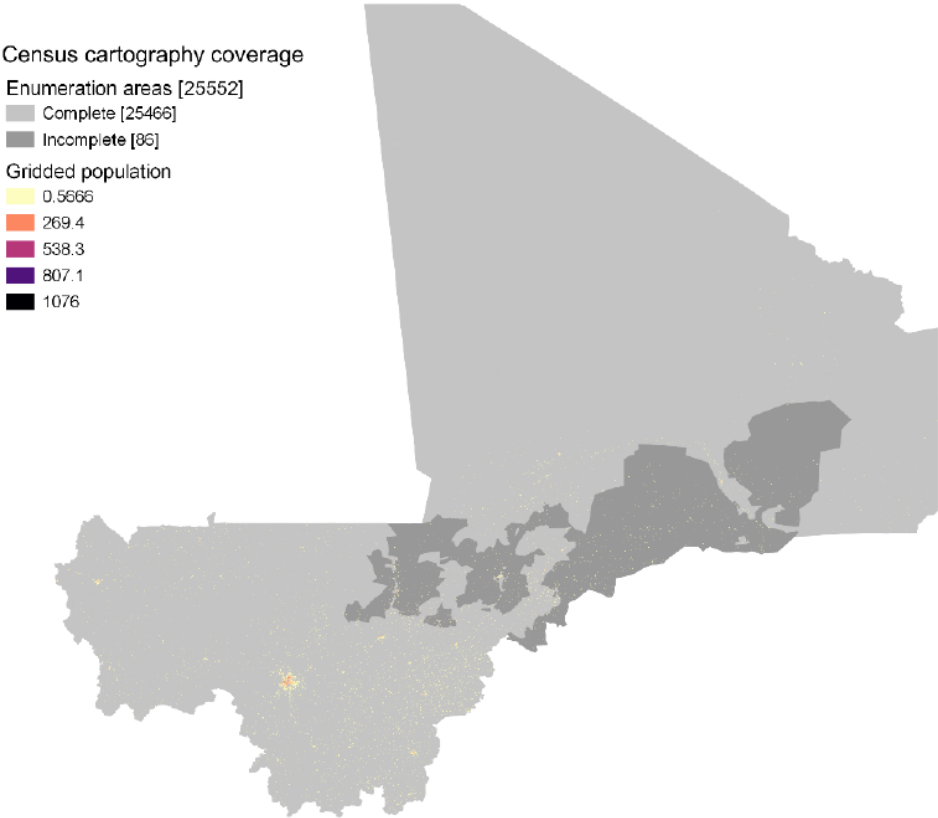 Census cartography coverage
Enumeration areas [25552]
Complete [25466]
Incomplete [86]
Gridded population
0.5666
269.4
538.3
807.1
1076